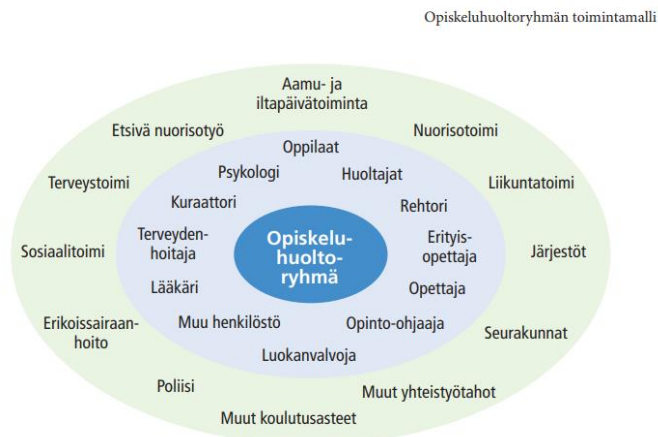 Opiskeluhuoltoryhmän toimintamalli
Aamu- ja
iltapäivätoiminta
Etsivä nuorisotyö
Nuorisotoimi
Oppilaat
Psykologi
Huoltajat
Terveystoimi
Liikuntatoimi
Kuraattori
Rehtori
Opiskelu-
huolto-
ryhmä
Terveyden-
hoitaja
Erityis-
opettaja
Sosiaalitoimi
Järjestöt
Lääkäri
Opettaja
Erikoissairaan-
hoito
Muu henkilöstö
Opinto-ohjaaja
Seurakunnat
Luokanvalvoja
Poliisi
Muut yhteistyötahot
Muut koulutusasteet